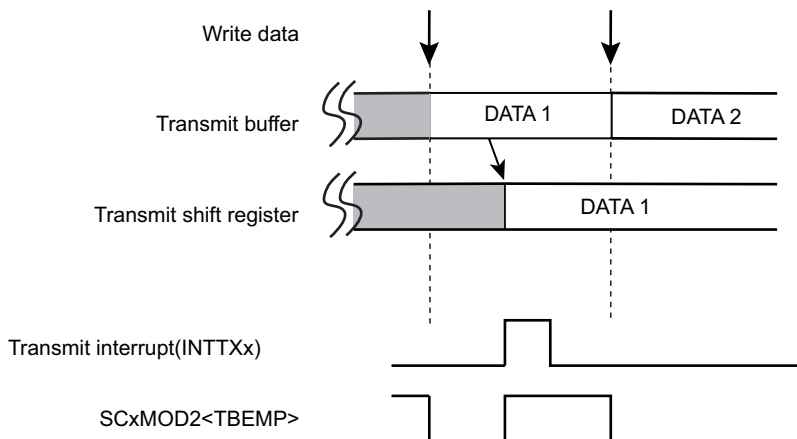 Write data
Transmit buffer
DATA 1
DATA 2
Transmit shift register
DATA 1
Transmit interrupt(INTTXx)
SCxMOD2<TBEMP>